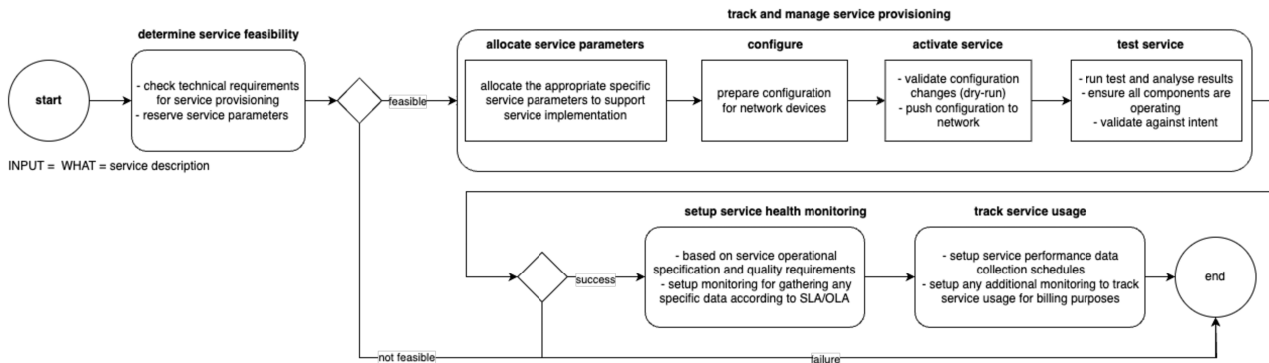 track and manage service provisioning
determine service feasibility
allocate service parameters
configure
activate service
test service
start
- check technical requirements
for service provisioning
- reserve service parameters
feasible
allocate the appropriate specific
service parameters to support
service implementation
prepare configuration
for network devices
- validate configuration
changes (dry-run)
- push configuration to
network
- run test and analyse results
- ensure all components are
operating
- validate against intent
INPUT = WHAT = service description
setup service health monitoring
track service usage
success
- based on service operational
specification and quality requirements
- setup monitoring for gathering any
specific data according to SLA/OLA
- setup service performance data
collection schedules
- setup any additional monitoring to track
service usage for billing purposes
end
not feasible
failure